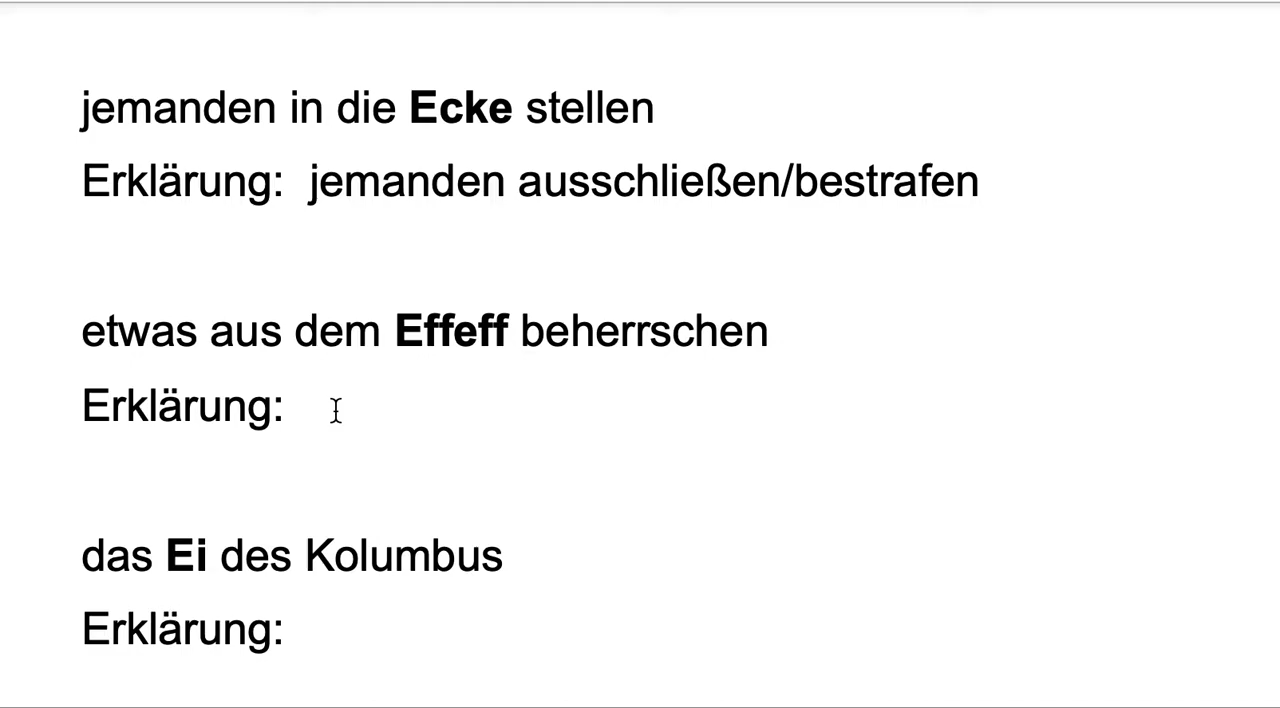 jemanden in die Ecke stellen
Erklärung: jemanden ausschließen/bestrafen
etwas aus dem Effeff beherrschen
Erklärung:
das Ei des Kolumbus
Erklärung: